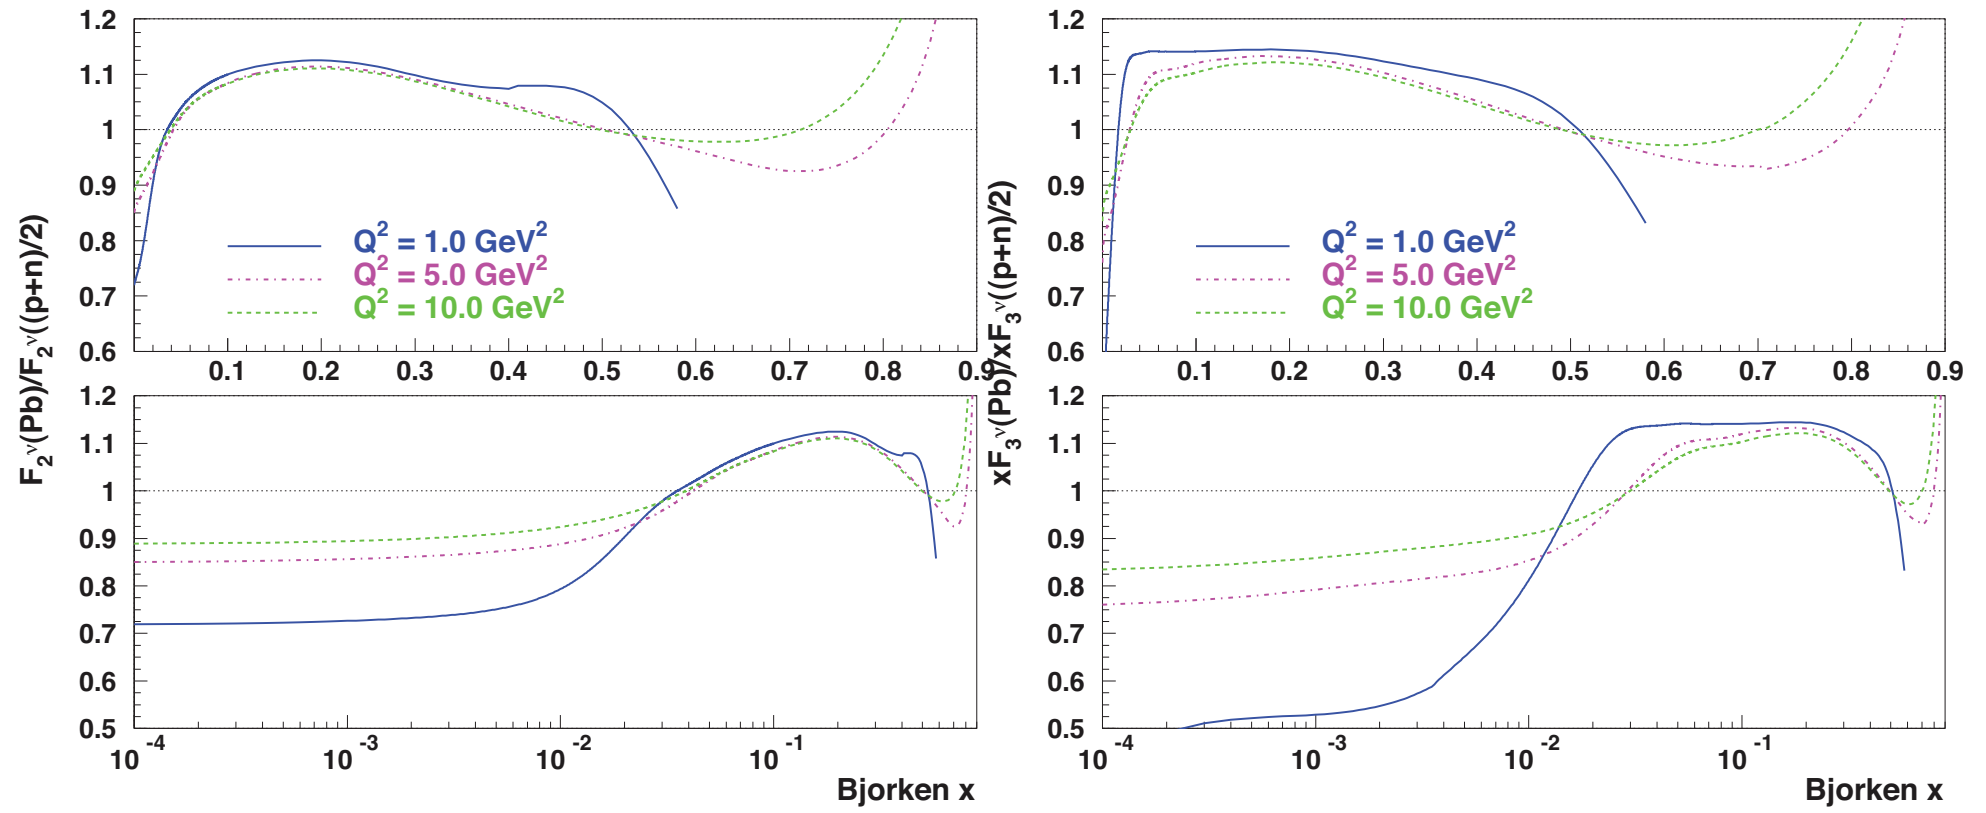 F₂ᵛ(Pb)/F₂ᵛ((p+n)/2)
1.2
1.1
1
0.9
0.8
0.7
0.6
Q² = 1.0 GeV²
Q² = 5.0 GeV²
Q² = 10.0 GeV²
0.1 0.2 0.3 0.4 0.5 0.6 0.7 0.8 0.9
1.2
1.1
1
0.9
0.8
0.7
0.6
0.5
10⁻⁴ 10⁻³ 10⁻² 10⁻¹
Bjorken x
xF₃ᵛ(Pb)/xF₃ᵛ((p+n)/2)
1.2
1.1
1
0.9
0.8
0.7
0.6
Q² = 1.0 GeV²
Q² = 5.0 GeV²
Q² = 10.0 GeV²
0.1 0.2 0.3 0.4 0.5 0.6 0.7 0.8 0.9
1.2
1.1
1
0.9
0.8
0.7
0.6
0.5
10⁻⁴ 10⁻³ 10⁻² 10⁻¹
Bjorken x